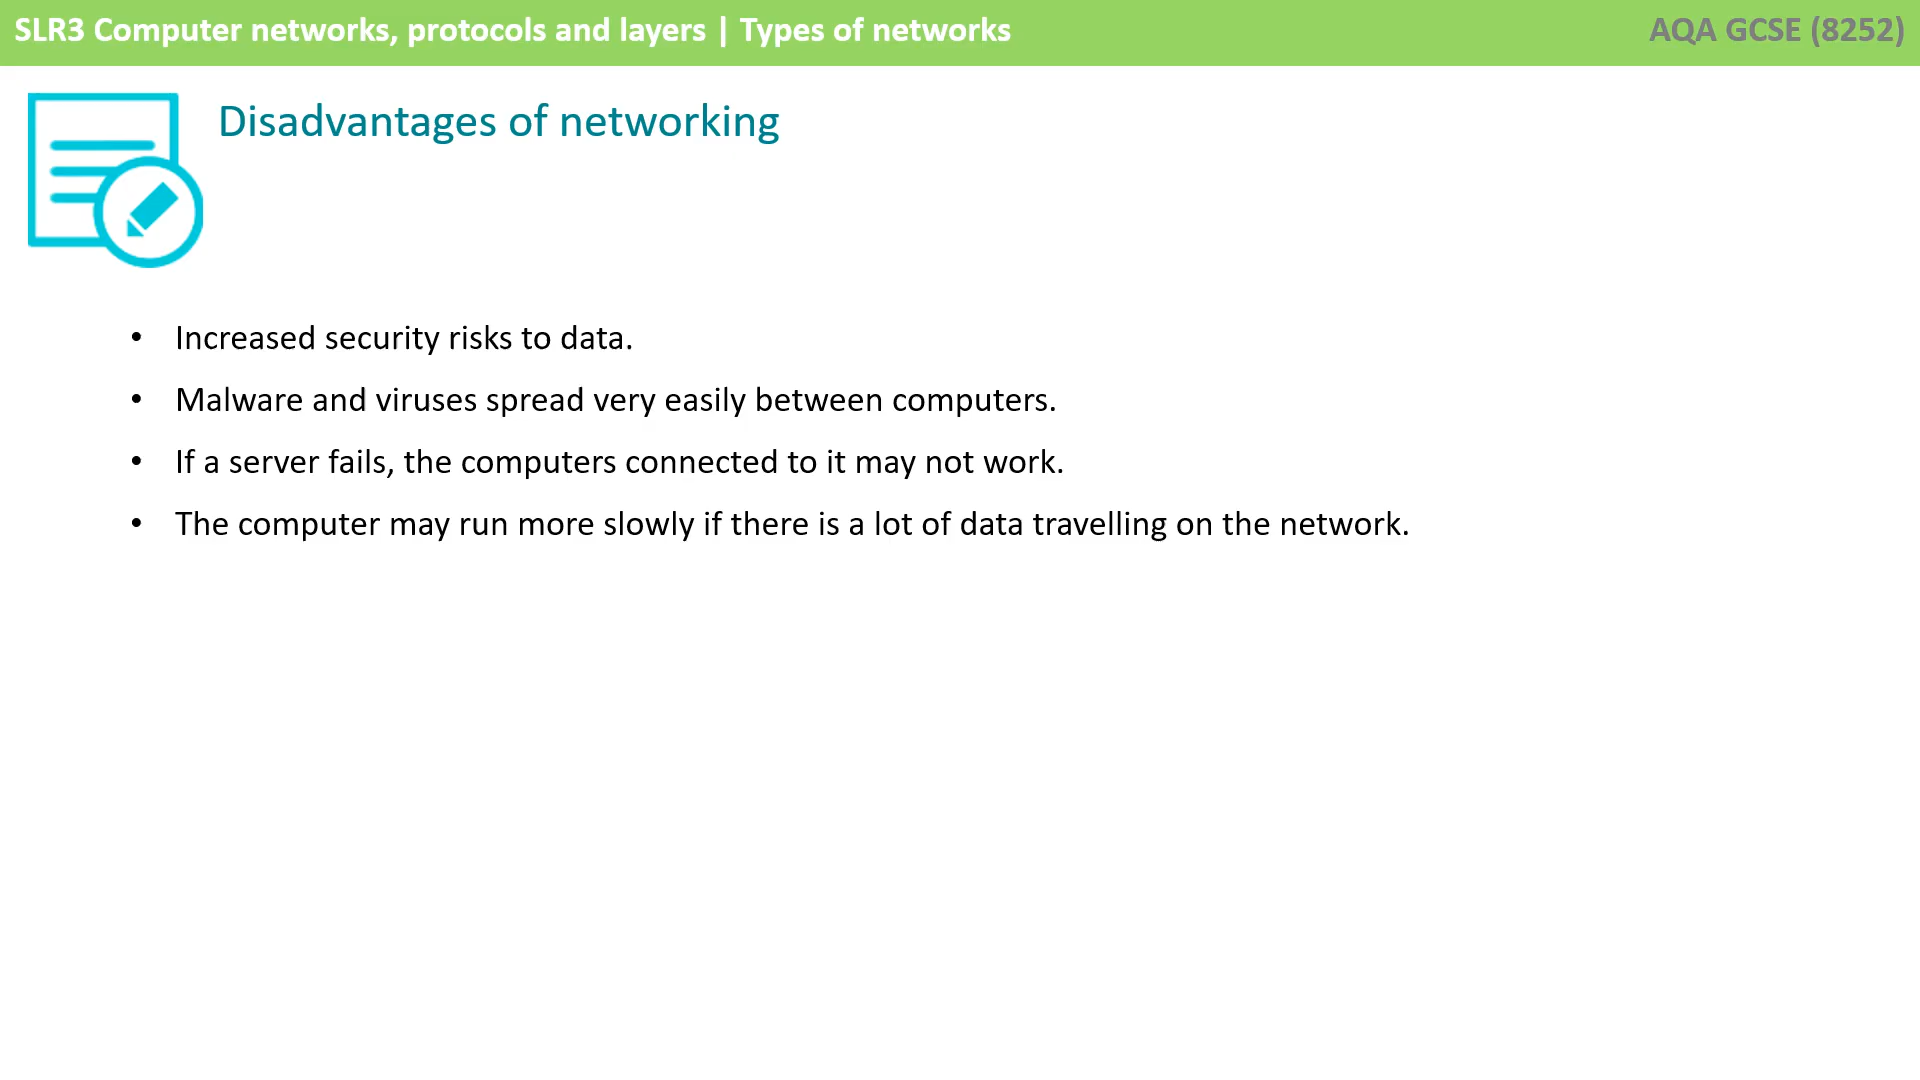 SLR3 Computer networks, protocols and layers | Types of networks
AQA GCSE (8252)
Disadvantages of networking
• Increased security risks to data.
• Malware and viruses spread very easily between computers.
• If a server fails, the computers connected to it may not work.
• The computer may run more slowly if there is a lot of data travelling on the network.